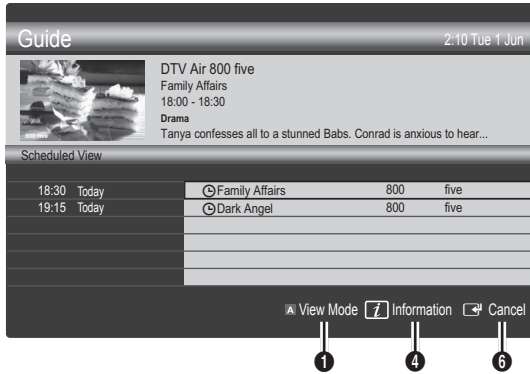 Guide
2:10 Tue 1 Jun
DTV Air 800 five
Family Affairs
18:00 - 18:30
Drama
Tanya confesses all to a stunned Babs. Conrad is anxious to hear...
800 five
Scheduled View
18:30 Today Family Affairs 800 five
19:15 Today Dark Angel 800 five
A View Mode i Information Cancel
1 4 6